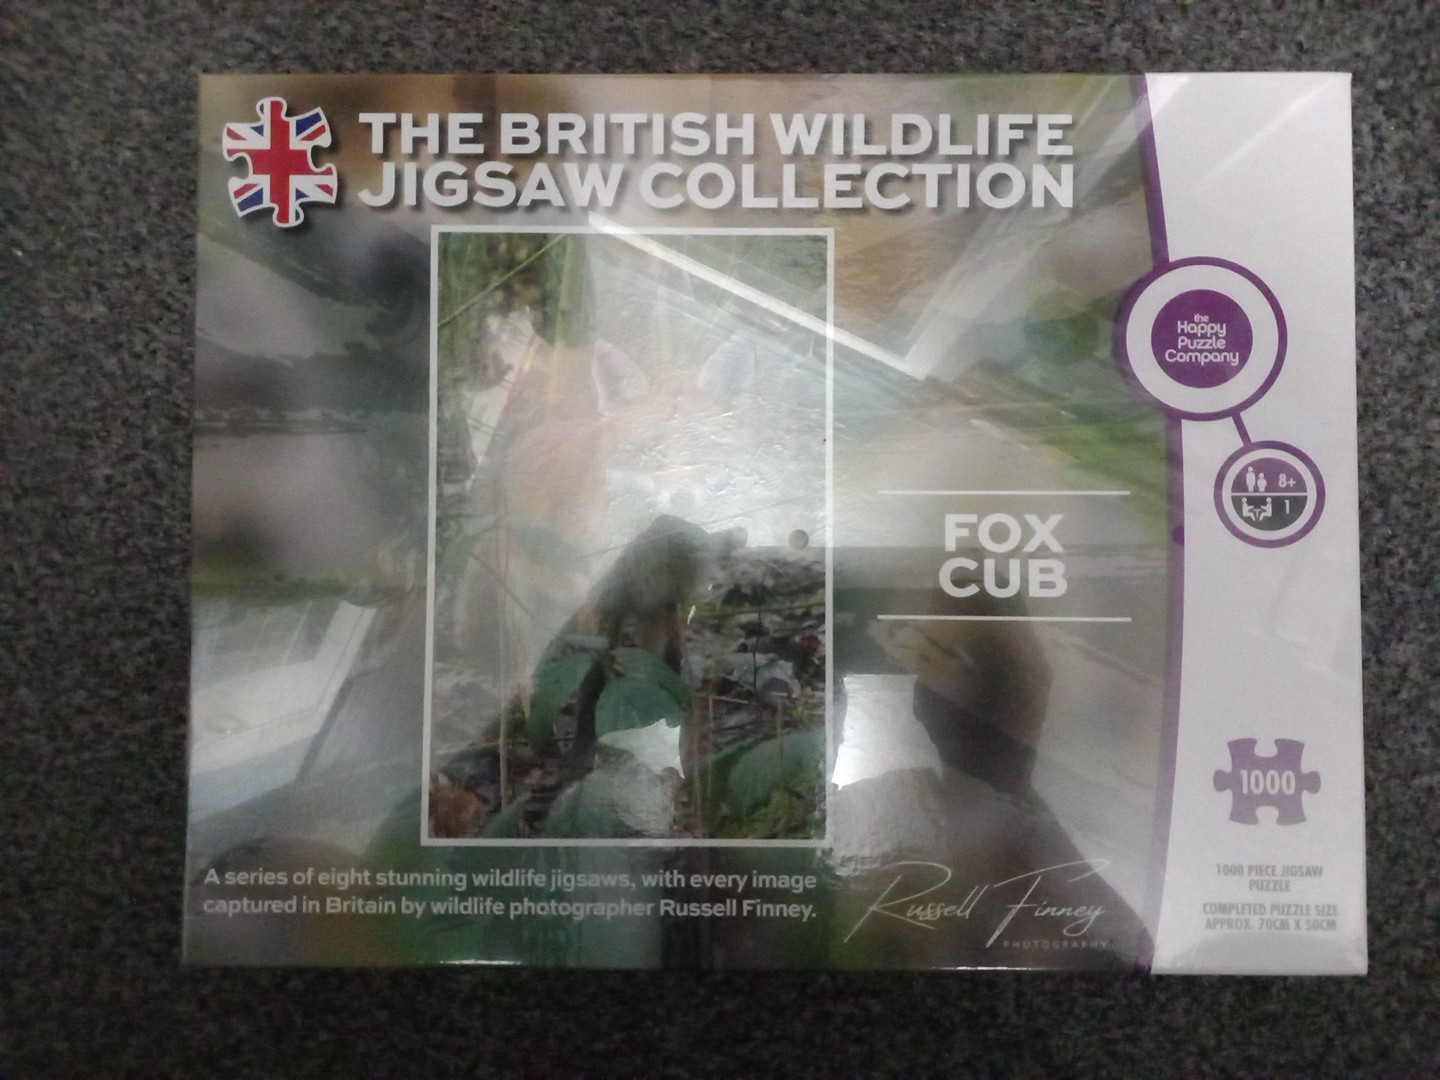 THE BRITISH WILDLIFE
JIGSAW COLLECTION
the
Happy
Puzzle
Company
8+
1
FOX
CUB
1000
1000 PIECE JIGSAW
PUZZLE
COMPLETED PUZZLE SIZE
APPROX. 70CM X 50CM
A series of eight stunning wildlife jigsaws, with every image
captured in Britain by wildlife photographer Russell Finney.
Russell Finney
PHOTOGRAPHY